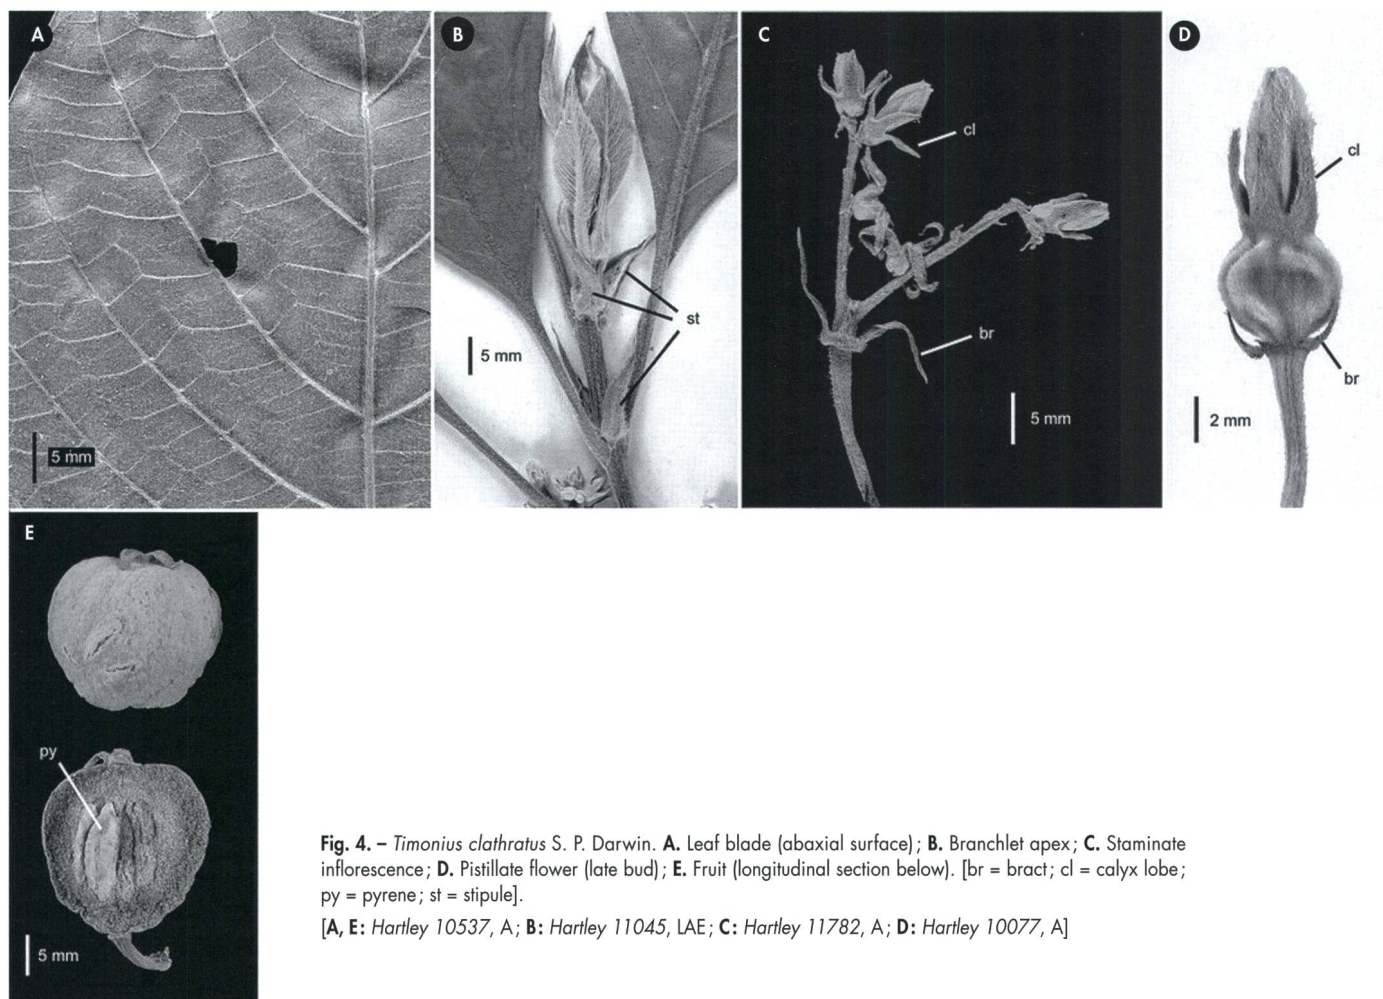 A
B
C
D
cl
cl
st
br
br
5 mm
5 mm
5 mm
2 mm
E
py
5 mm
Fig. 4. – Timonius clathratus S. P. Darwin. A. Leaf blade (abaxial surface) ; B. Branchlet apex ; C. Staminate
inflorescence ; D. Pistillate flower (late bud) ; E. Fruit (longitudinal section below). [br = bract ; cl = calyx lobe ;
py = pyrene ; st = stipule].
[A, E: Hartley 10537, A ; B: Hartley 11045, LAE ; C: Hartley 11782, A ; D: Hartley 10077, A]